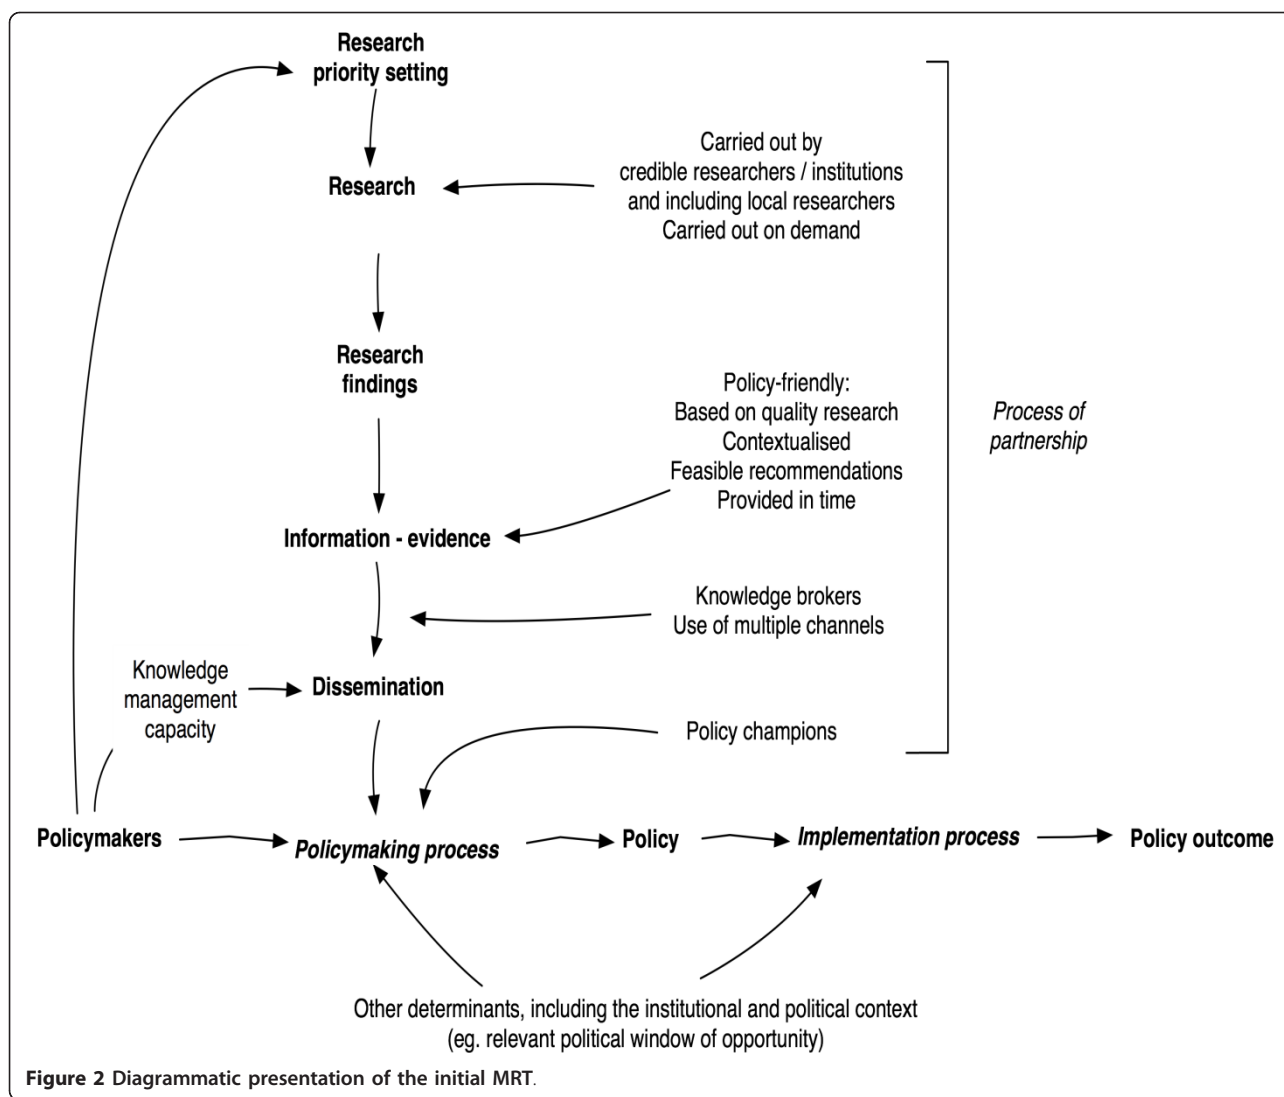 Research
priority setting
Carried out by
credible researchers / institutions
and including local researchers
Carried out on demand
Research
Research
findings
Policy-friendly:
Based on quality research
Contextualised
Feasible recommendations
Provided in time
Process of
partnership
Information - evidence
Knowledge brokers
Use of multiple channels
Knowledge
management
capacity
Dissemination
Policy champions
Policymakers
Policymaking process
Policy
Implementation process
Policy outcome
Other determinants, including the institutional and political context
(eg. relevant political window of opportunity)
Figure 2 Diagrammatic presentation of the initial MRT.